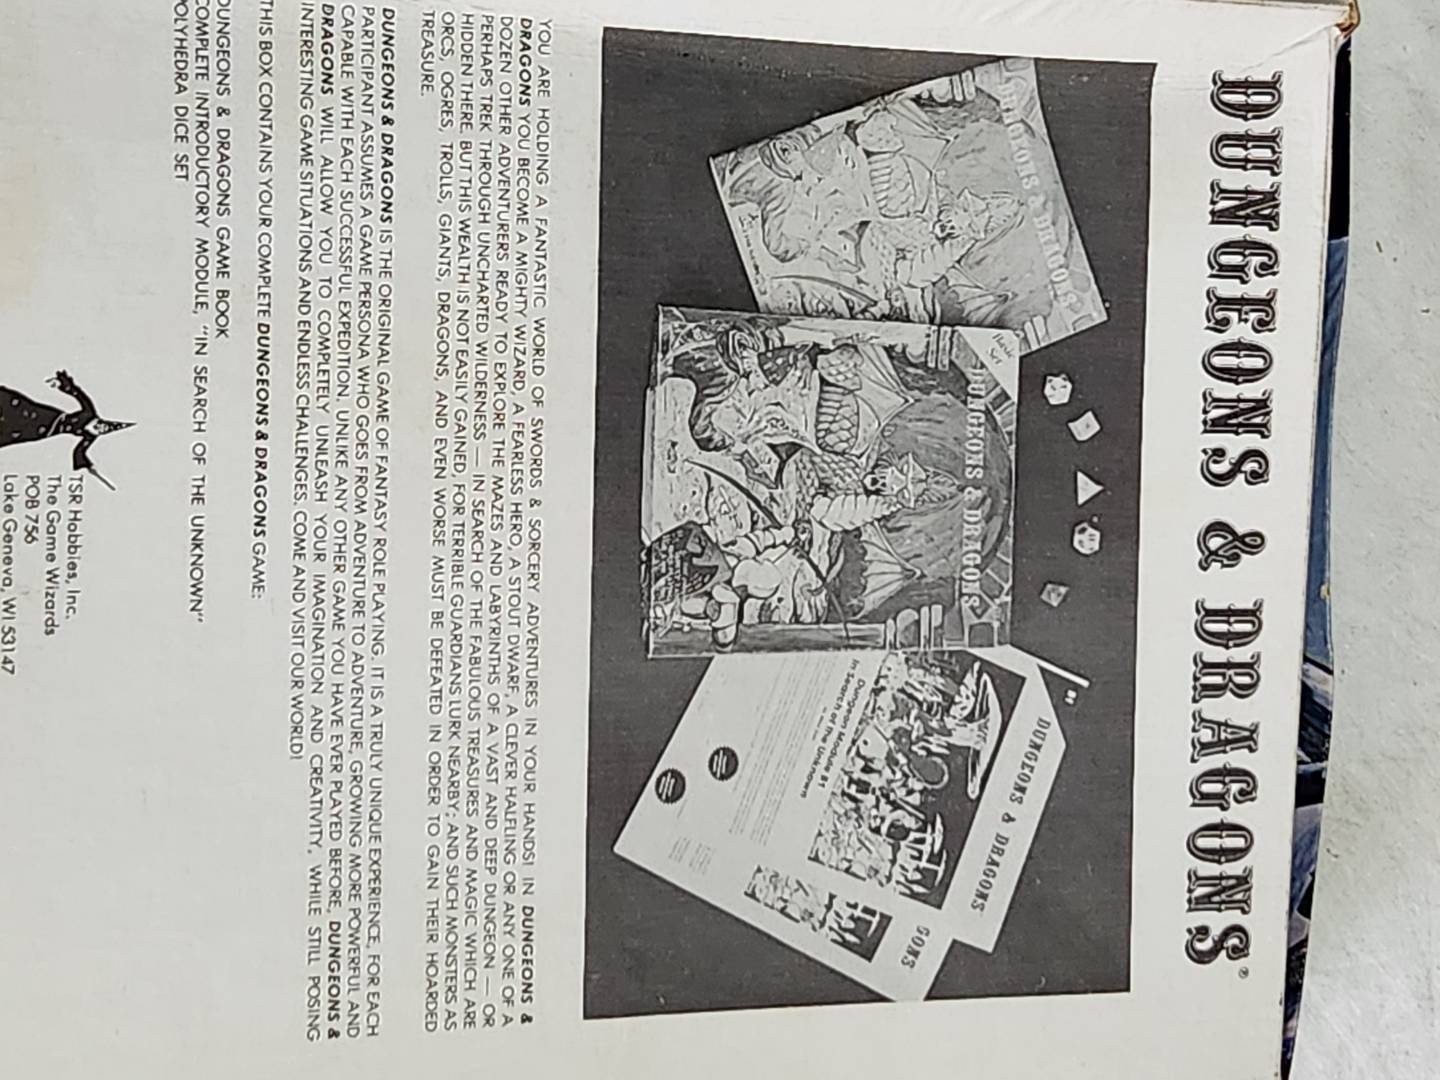 DUNGEONS & DRAGONS®
DUNGEONS & DRAGONS
Basic
Set
DUNGEONS & DRAGONS
DUNGEONS & DRAGONS
GONS
Dungeon Module B1
In Search of the Unknown
YOU ARE HOLDING A FANTASTIC WORLD OF SWORDS & SORCERY ADVENTURES IN YOUR HANDS! IN DUNGEONS &
DRAGONS YOU BECOME A MIGHTY WIZARD, A FEARLESS HERO, A STOUT DWARF, A CLEVER HALFLING OR ANY ONE OF A
DOZEN OTHER ADVENTURERS READY TO EXPLORE THE MAZES AND LABYRINTHS OF A VAST AND DEEP DUNGEON — OR
PERHAPS TREK THROUGH UNCHARTED WILDERNESS — IN SEARCH OF THE FABULOUS TREASURES AND MAGIC WHICH ARE
HIDDEN THERE. BUT THIS WEALTH IS NOT EASILY GAINED, FOR TERRIBLE GUARDIANS LURK NEARBY; AND SUCH MONSTERS AS
ORCS, OGRES, TROLLS, GIANTS, DRAGONS, AND EVEN WORSE MUST BE DEFEATED IN ORDER TO GAIN THEIR HOARDED
TREASURE.
DUNGEONS & DRAGONS IS THE ORIGINAL GAME OF FANTASY ROLE PLAYING. IT IS A TRULY UNIQUE EXPERIENCE, FOR EACH
PARTICIPANT ASSUMES A GAME PERSONA WHO GOES FROM ADVENTURE TO ADVENTURE, GROWING MORE POWERFUL AND
CAPABLE WITH EACH SUCCESSFUL EXPEDITION. UNLIKE ANY OTHER GAME YOU HAVE EVER PLAYED BEFORE, DUNGEONS &
DRAGONS WILL ALLOW YOU TO COMPLETELY UNLEASH YOUR IMAGINATION AND CREATIVITY, WHILE STILL POSING
INTERESTING GAME SITUATIONS AND ENDLESS CHALLENGES. COME AND VISIT OUR WORLD!
THIS BOX CONTAINS YOUR COMPLETE DUNGEONS & DRAGONS GAME:
DUNGEONS & DRAGONS GAME BOOK
COMPLETE INTRODUCTORY MODULE, "IN SEARCH OF THE UNKNOWN"
POLYHEDRA DICE SET
TSR Hobbies, Inc.
The Game Wizards
POB 756
Lake Geneva, WI 53147